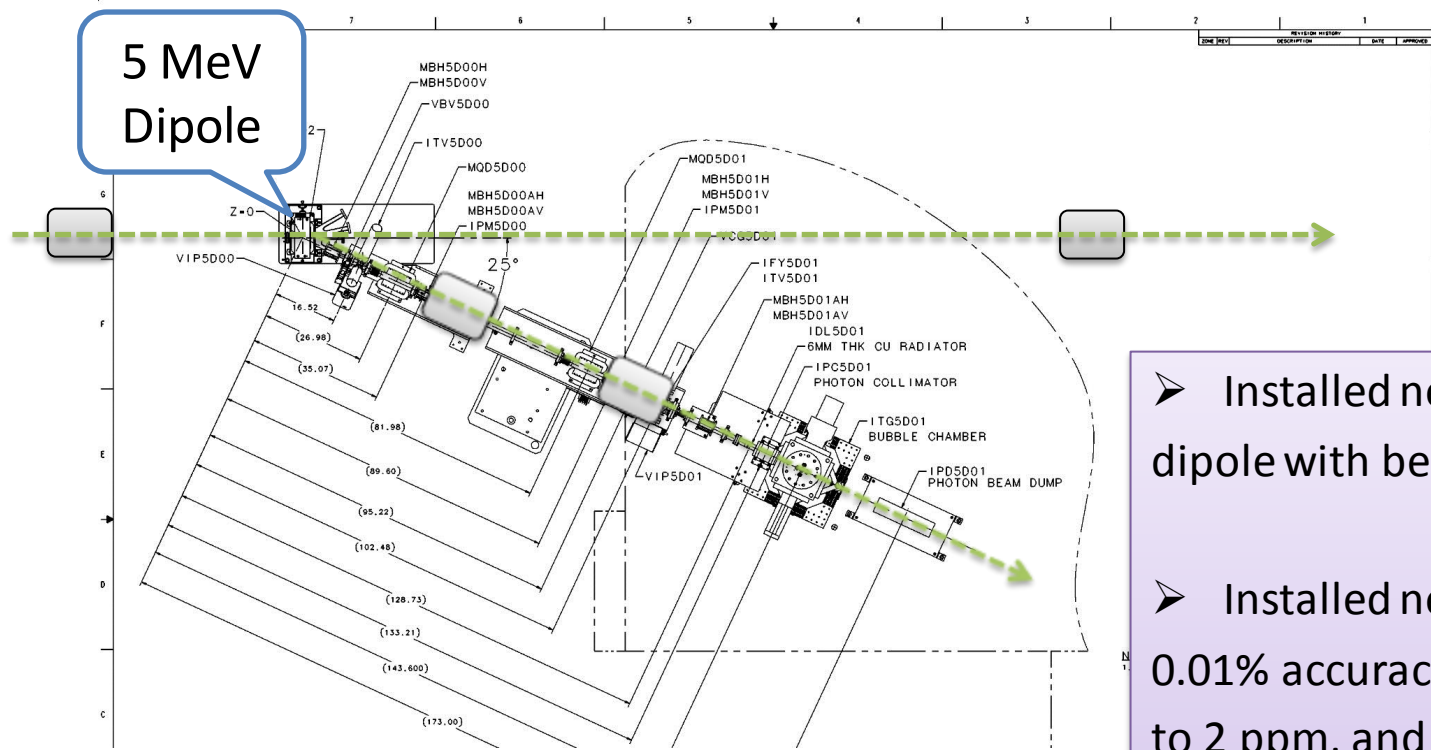 7
6
5
4
3
2
1
REVISION HISTORY
ZONE REV DESCRIPTION DATE APPROVED
5 MeV
Dipole
2
MBH5D00H
MBH5D00V
VBV5D00
ITV5D00
MQD5D00
MBH5D00AH
MBH5D00AV
IPM5D00
MQD5D01
MBH5D01H
MBH5D01V
IPM5D01
VCG5D01
IFY5D01
ITV5D01
MBH5D01AH
MBH5D01AV
IDL5D01
6MM THK CU RADIATOR
IPC5D01
PHOTON COLLIMATOR
ITG5D01
BUBBLE CHAMBER
IPD5D01
PHOTON BEAM DUMP
G
Z=0
25°
VIP5D00
F
16.52
(26.98)
(35.07)
(81.98)
E
(89.60)
VIP5D01
(95.22)
(102.48)
D
(128.73)
(133.21)
(143.600)
C
(173.00)
➢ Installed
dipole with
➢ Installed
0.01%
to 2 ppm, and